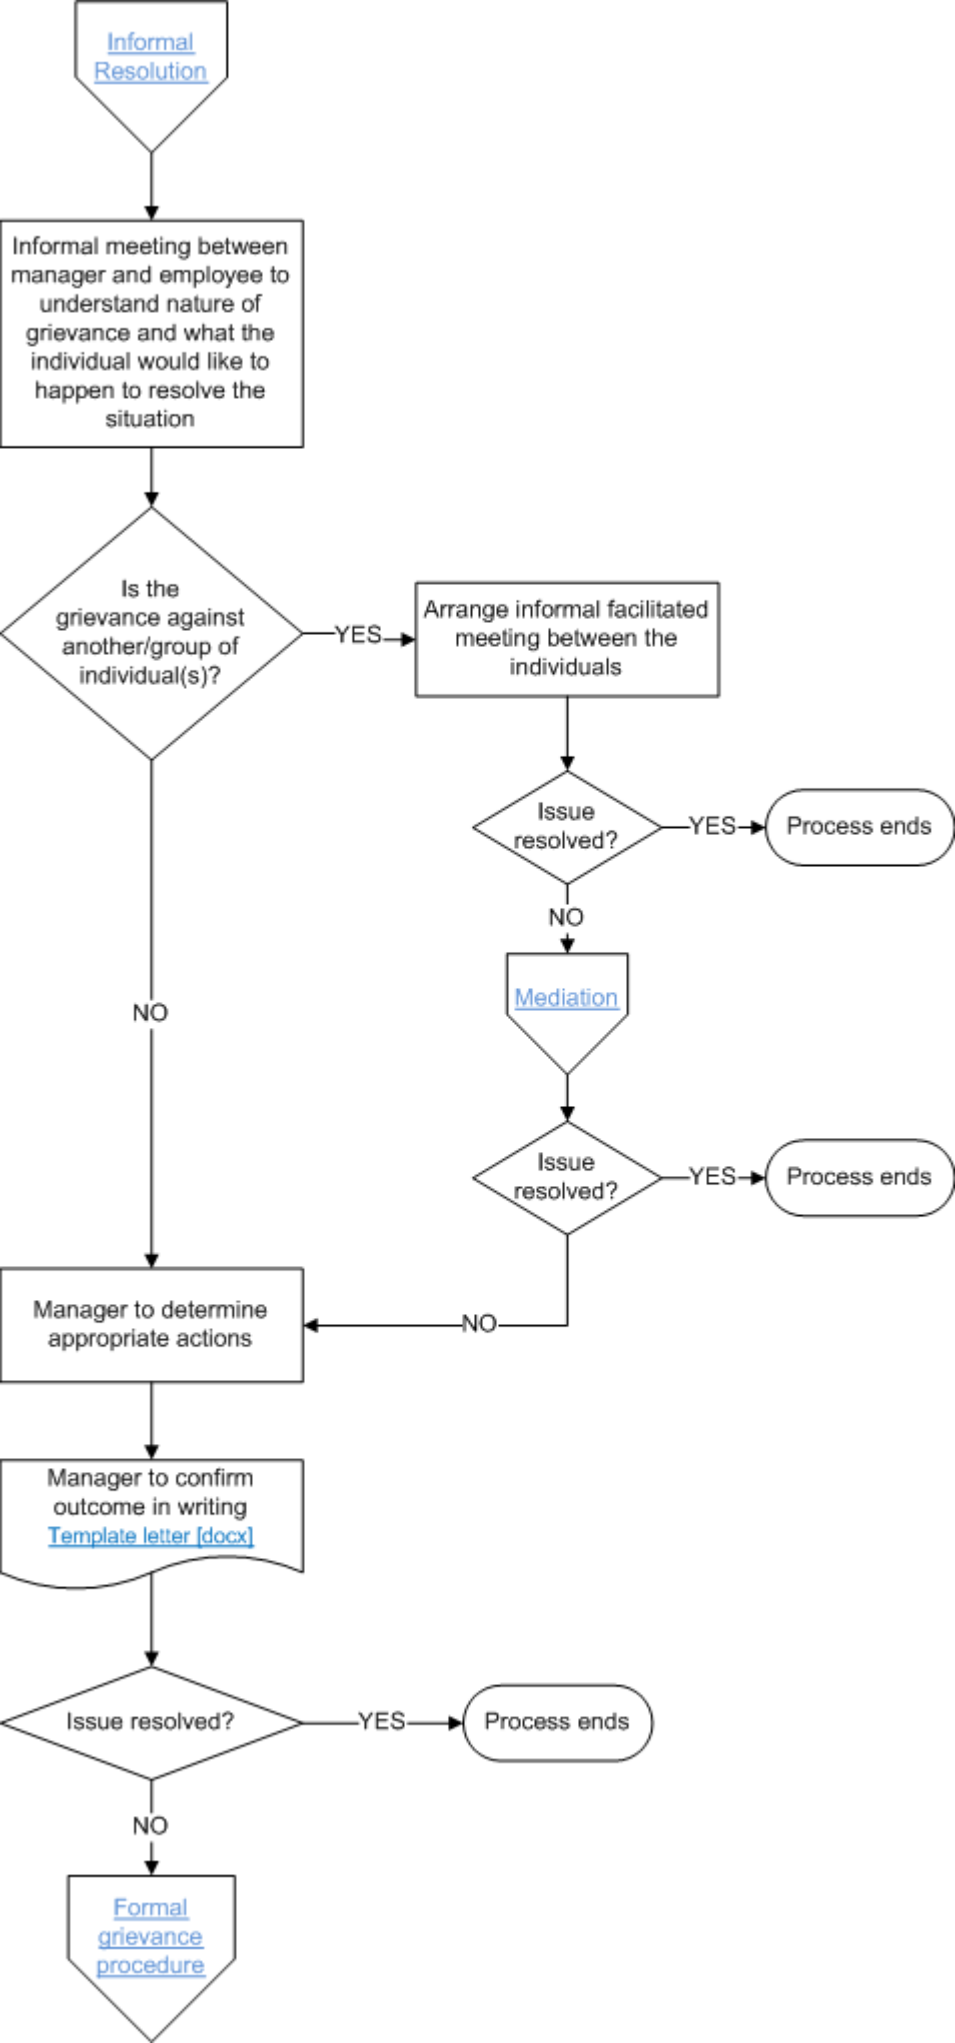 Informal
Resolution
Informal meeting between
manager and employee to
understand nature of
grievance and what the
individual would like to
happen to resolve the
situation
Is the
grievance against
another/group of
individual(s)?
YES
Arrange informal facilitated
meeting between the
individuals
Issue
resolved?
YES
Process ends
NO
Mediation
NO
Issue
resolved?
YES
Process ends
Manager to determine
appropriate actions
NO
Manager to confirm
outcome in writing
Template letter [docx]
Issue resolved?
YES
Process ends
NO
Formal
grievance
procedure